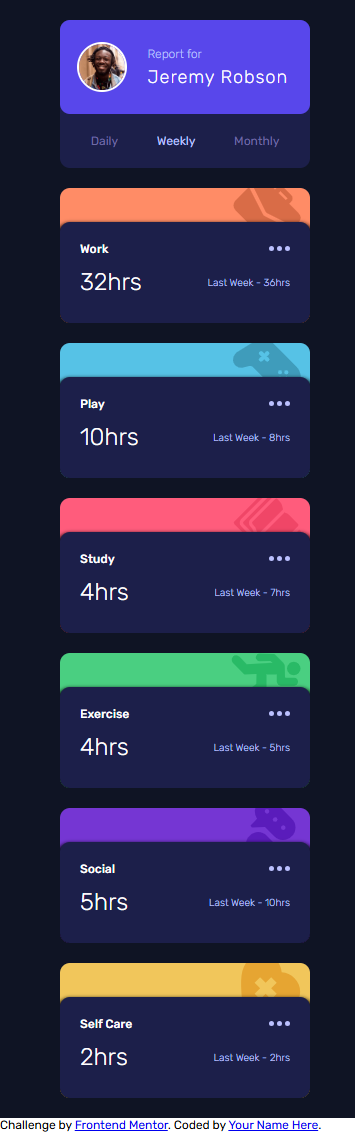 Report for
Jeremy Robson
Daily Weekly Monthly
Work
32hrs Last Week - 36hrs
Play
10hrs Last Week - 8hrs
Study
4hrs Last Week - 7hrs
Exercise
4hrs Last Week - 5hrs
Social
5hrs Last Week - 10hrs
Self Care
2hrs Last Week - 2hrs
Challenge by Frontend Mentor. Coded by Your Name Here.